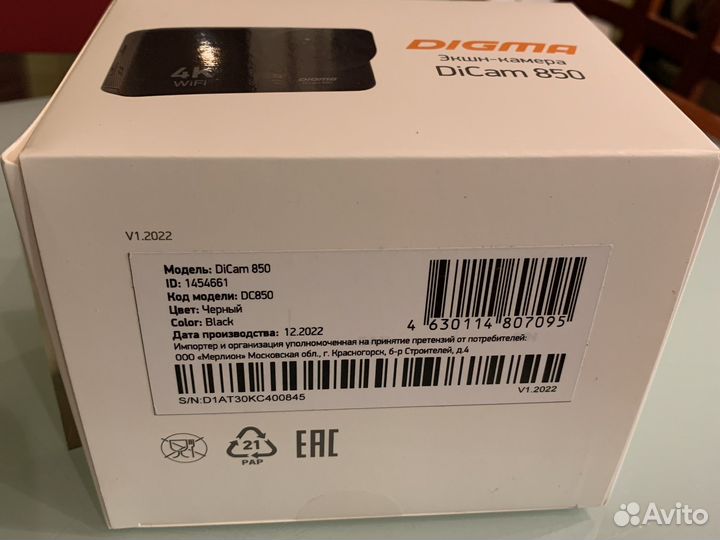 DIGMA
Экшн-камера
DiCam 850
4K
WiFi
DIGMA
V1.2022
Модель: DiCam 850
ID: 1454661
Код модели: DC850
Цвет: Черный
Color: Black
Дата производства: 12.2022
4 630114 807095
Импортер и организация уполномоченная на принятие претензий от потребителей:
ООО «Мерлион» Московская обл., г. Красногорск, б-р Строителей, д.4
S/N:D1AT30KC400845
V1.2022
21
PAP
EAC
Avito